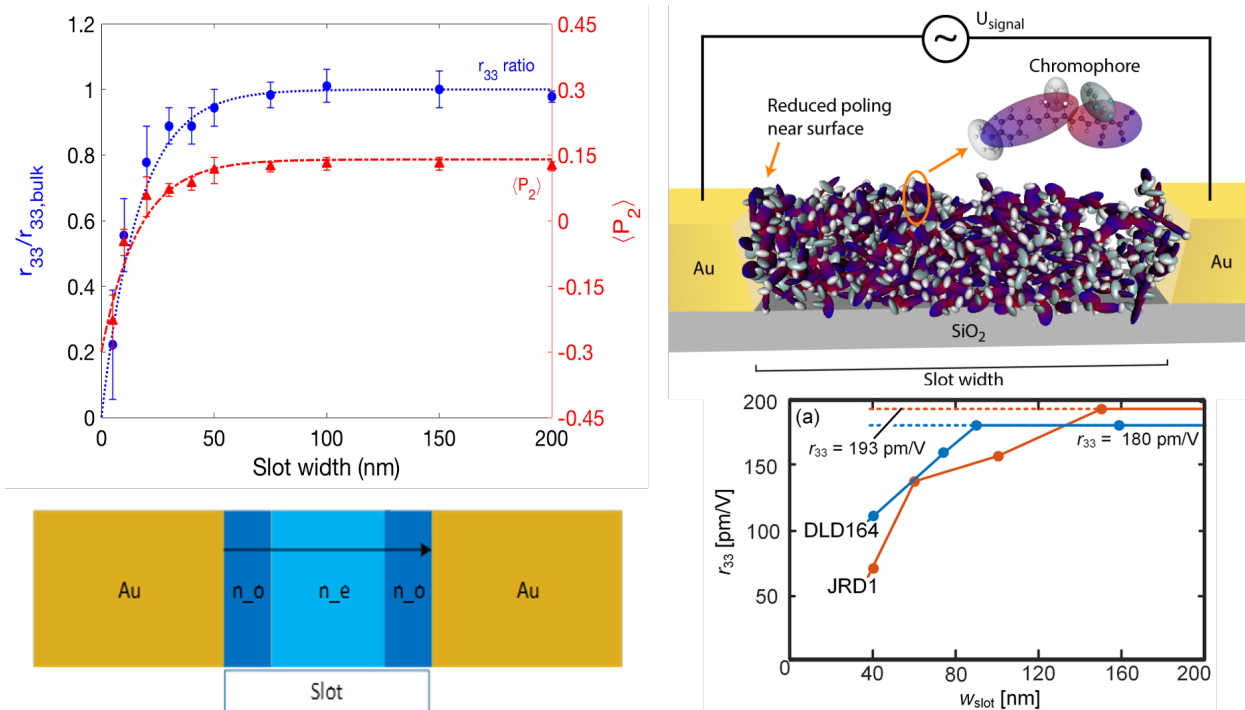 1.2
1
0.8
0.6
0.4
0.2
0
r33/r33,bulk
0.45
0.3
0.15
0
-0.15
-0.3
-0.45
⟨P2⟩
r33 ratio
⟨P2⟩
0
50
100
150
200
Slot width (nm)
Usignal
~
Chromophore
Reduced poling
near surface
Au
Au
SiO2
Slot width
Au
n_o
n_e
n_o
Au
Slot
200
150
100
50
0
r33 [pm/V]
(a)
r33 = 193 pm/V
r33 = 180 pm/V
DLD164
JRD1
40
80
120
160
200
wslot [nm]